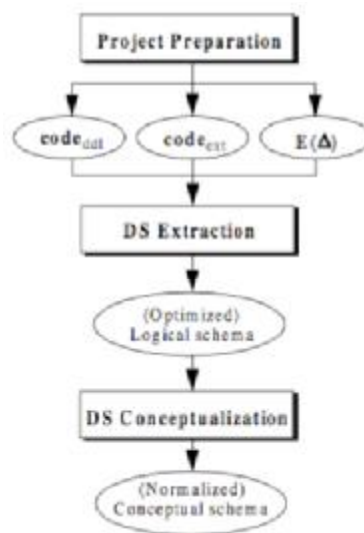 Project Preparation
code_ddl code_ext E(Δ)
DS Extraction
(Optimized)
Logical schema
DS Conceptualization
(Normalized)
Conceptual schema